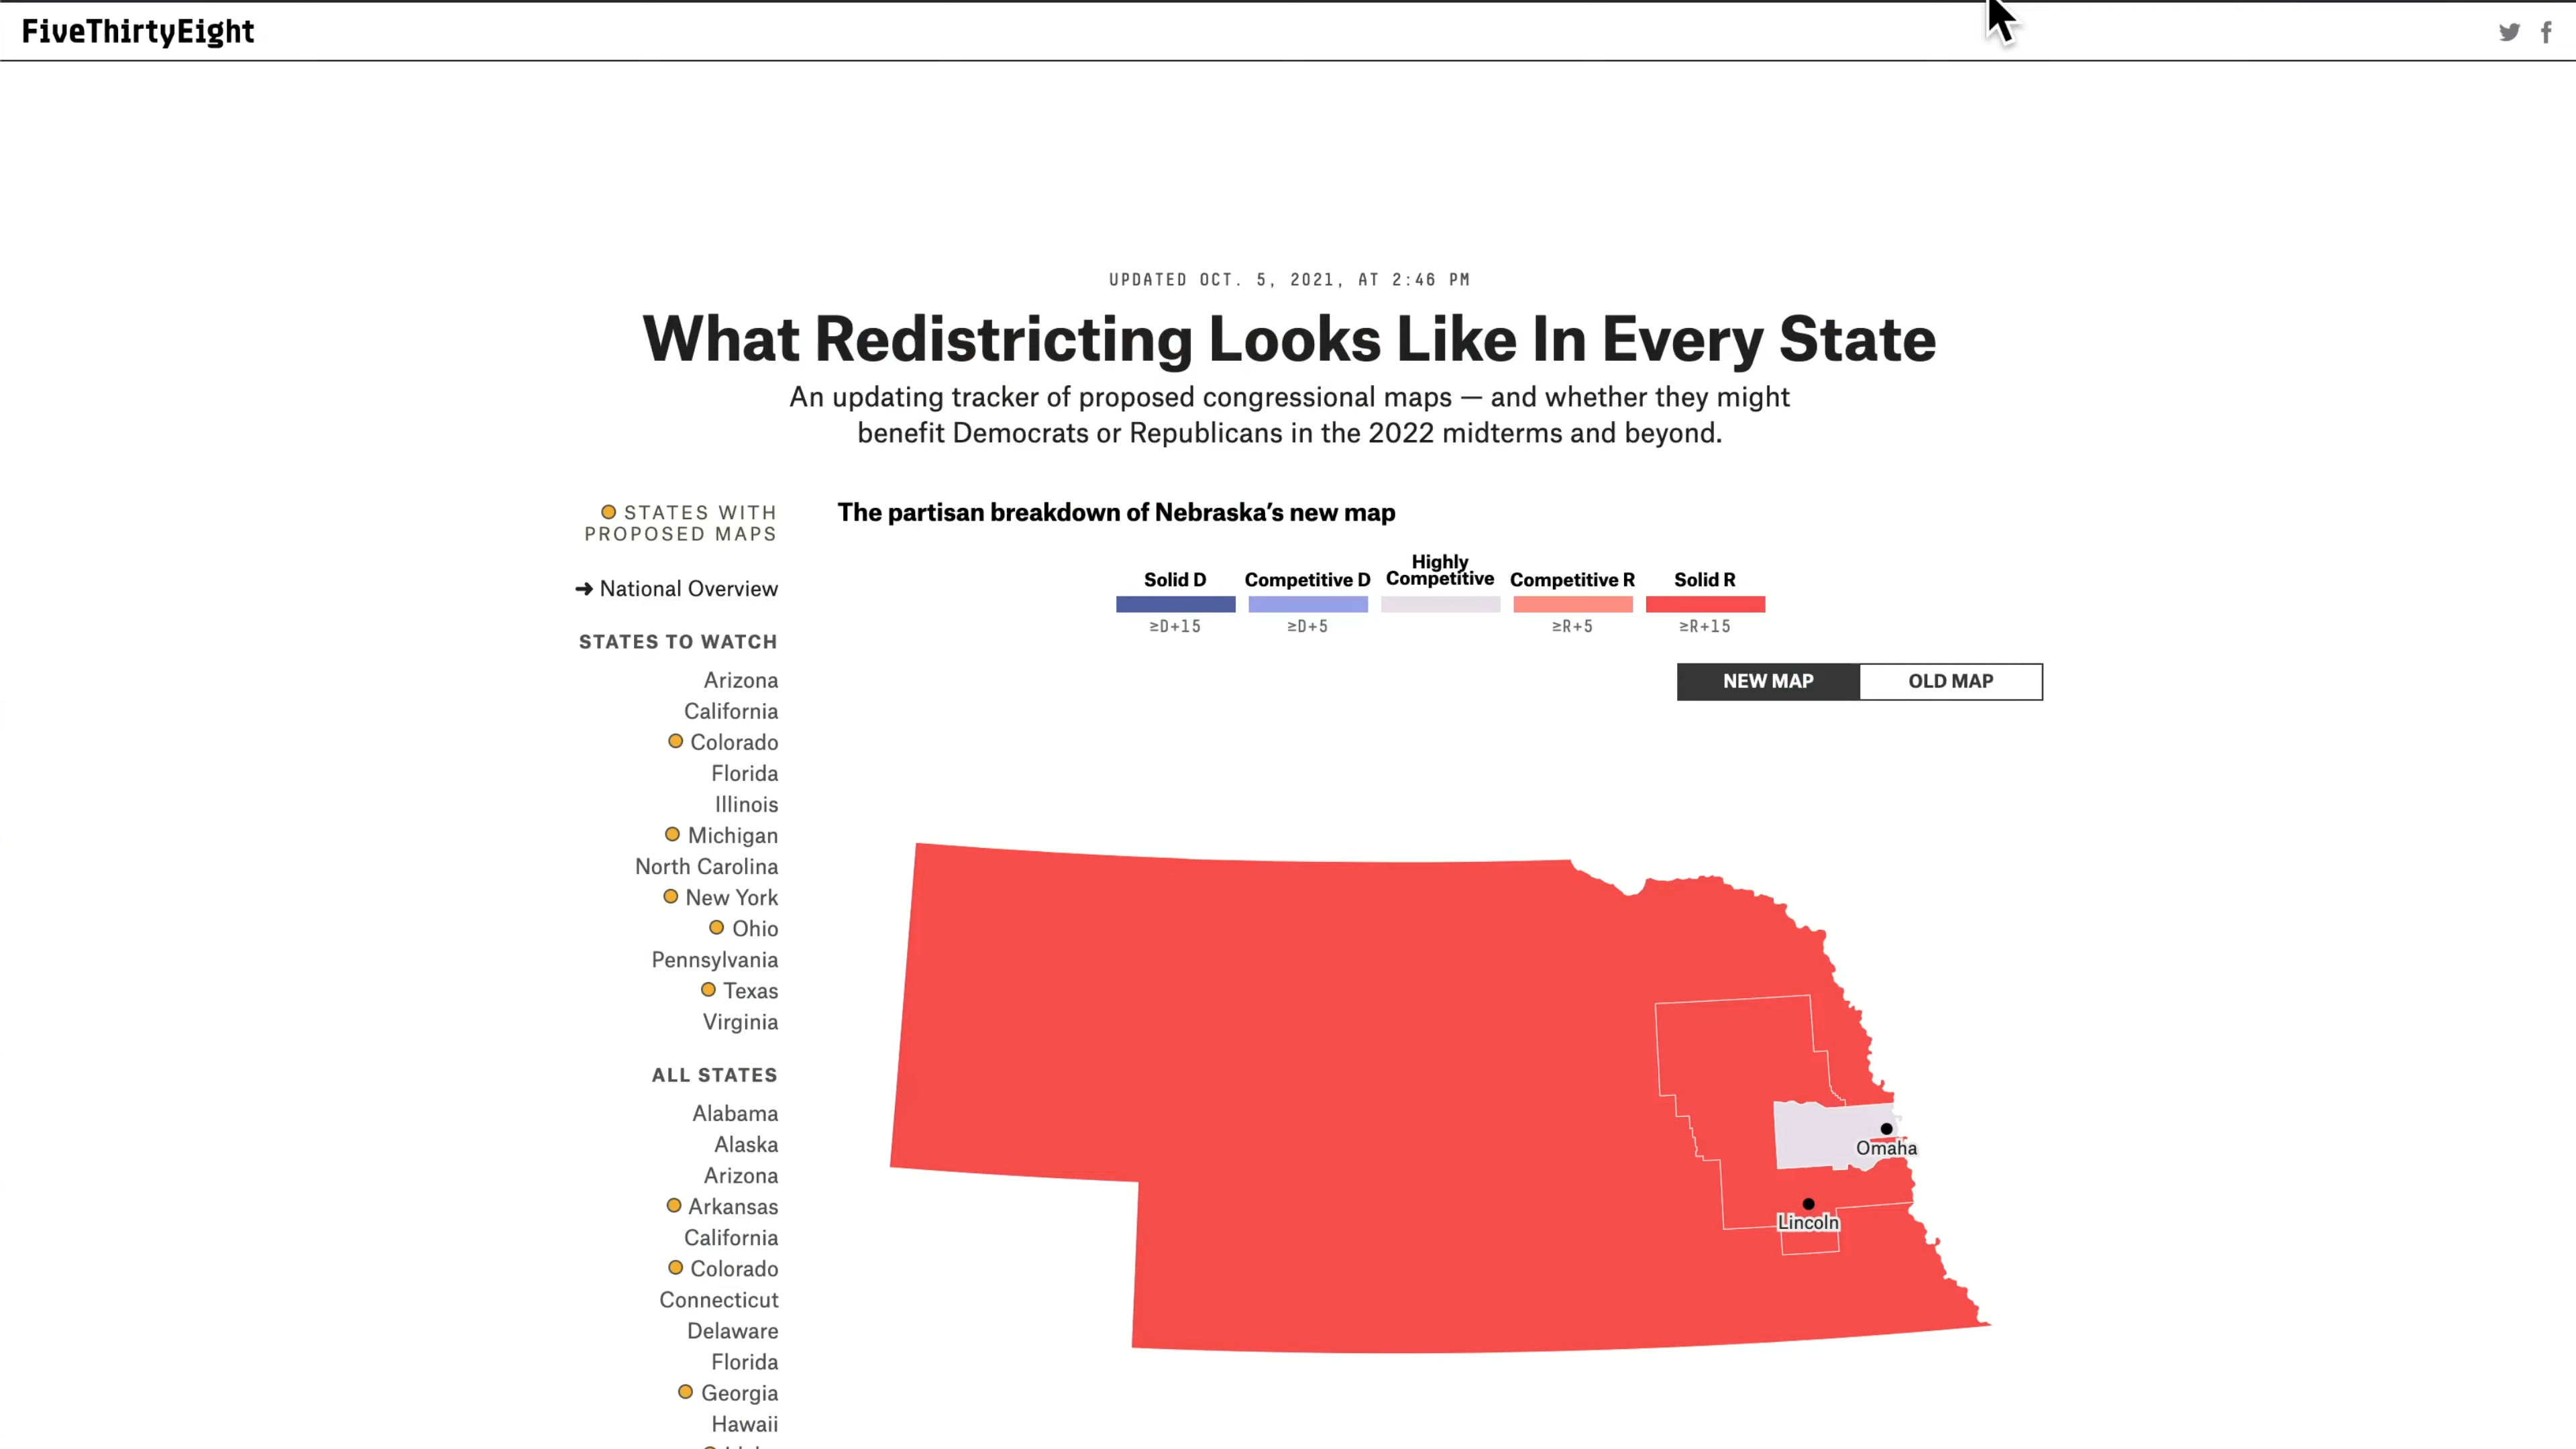 FiveThirtyEight
UPDATED OCT. 5, 2021, AT 2:46 PM
What Redistricting Looks Like In Every State
An updating tracker of proposed congressional maps — and whether they might
benefit Democrats or Republicans in the 2022 midterms and beyond.
STATES WITH
PROPOSED MAPS
➔ National Overview
STATES TO WATCH
Arizona
California
Colorado
Florida
Illinois
Michigan
North Carolina
New York
Ohio
Pennsylvania
Texas
Virginia
ALL STATES
Alabama
Alaska
Arizona
Arkansas
California
Colorado
Connecticut
Delaware
Florida
Georgia
Hawaii
The partisan breakdown of Nebraska’s new map
Solid D
Competitive D
Highly
Competitive
Competitive R
Solid R
≥D+15
≥D+5
≥R+5
≥R+15
NEW MAP
OLD MAP
Omaha
Lincoln